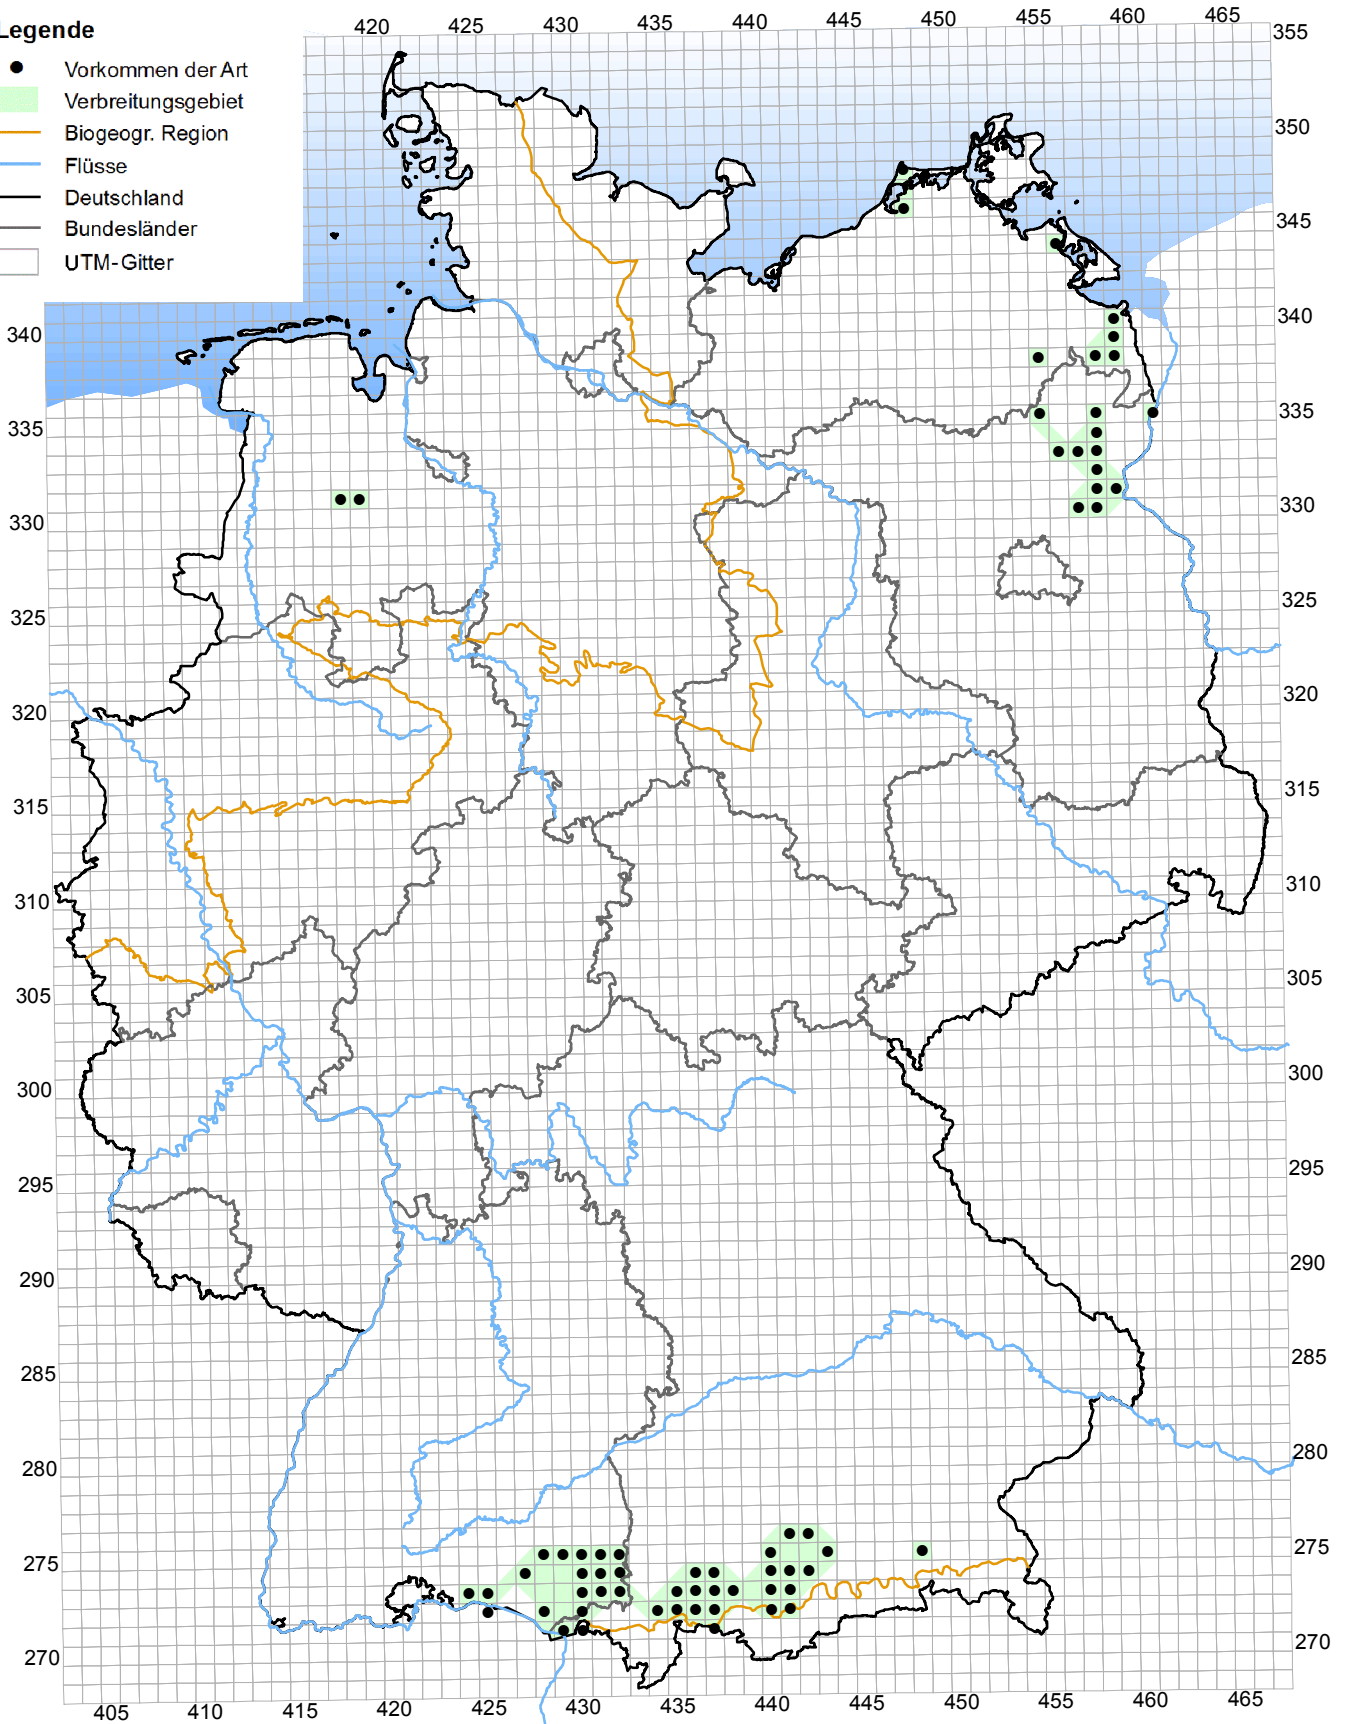 Legende
Vorkommen der Art
Verbreitungsgebiet
Biogeogr. Region
Flüsse
Deutschland
Bundesländer
UTM-Gitter
420 425 430 435 440 445 450 455 460 465
355
350
345
340 340
335 335
330 330
325 325
320 320
315 315
310 310
305 305
300 300
295 295
290 290
285 285
280 280
275 275
270 270
405 410 415 420 425 430 435 440 445 450 455 460 465